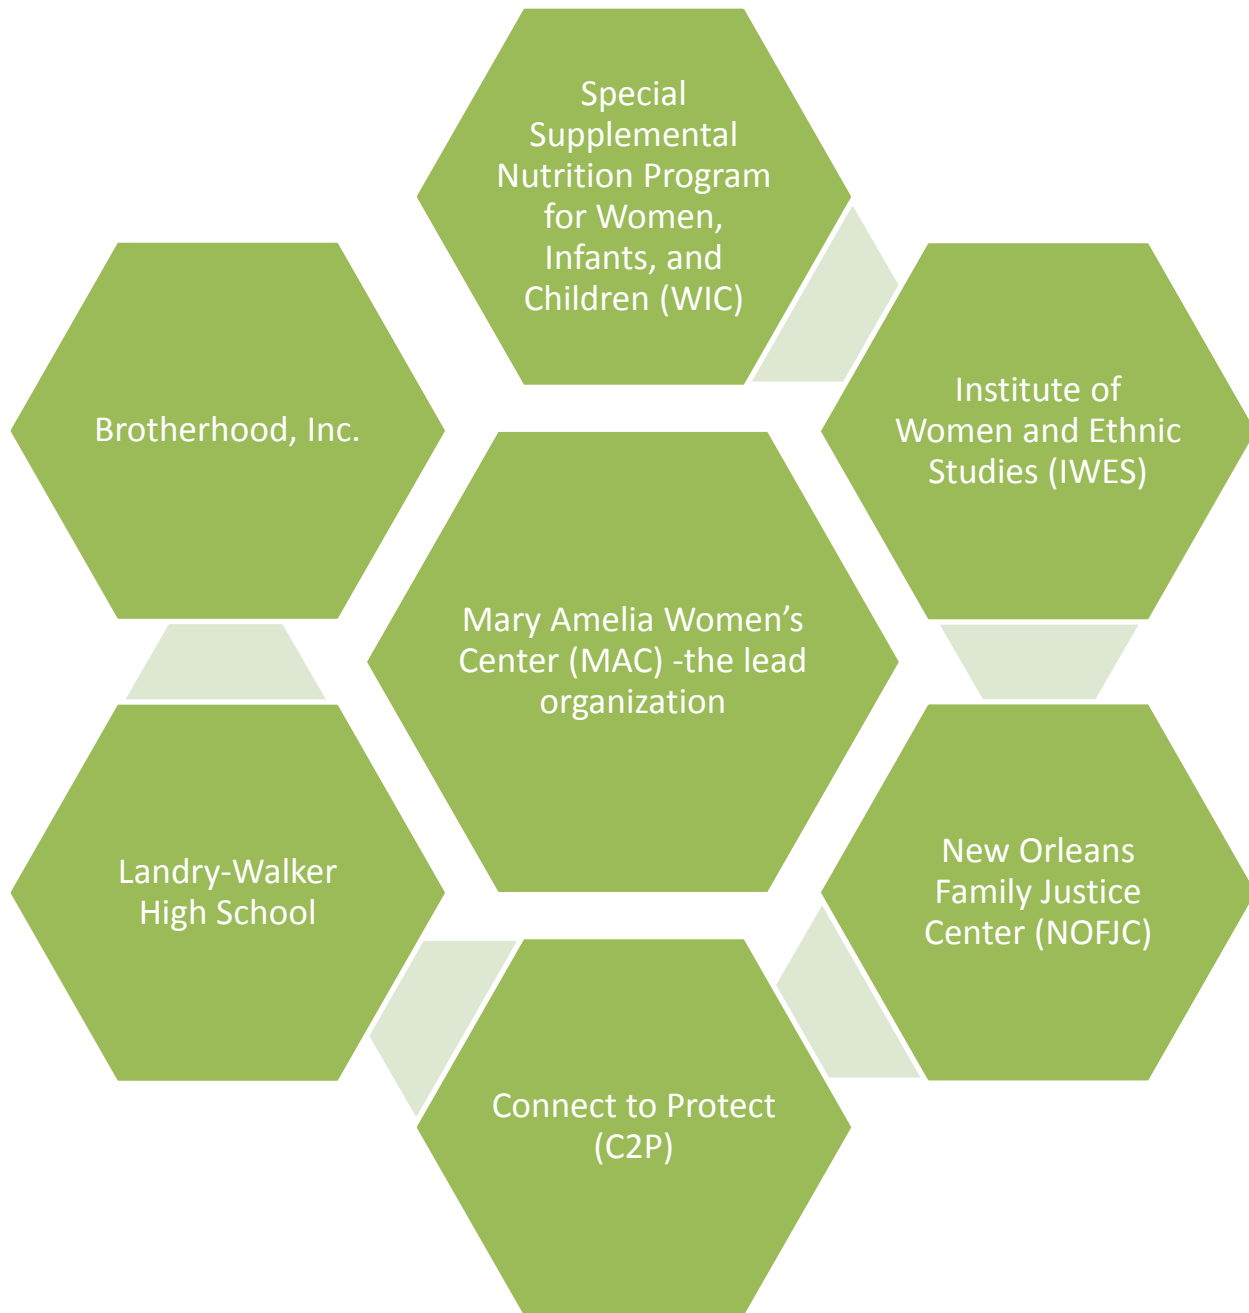 Special
Supplemental
Nutrition Program
for Women,
Infants, and
Children (WIC)
Institute of
Women and Ethnic
Studies (IWES)
Brotherhood, Inc.
Mary Amelia Women’s
Center (MAC) -the lead
organization
New Orleans
Family Justice
Center (NOFJC)
Landry-Walker
High School
Connect to Protect
(C2P)